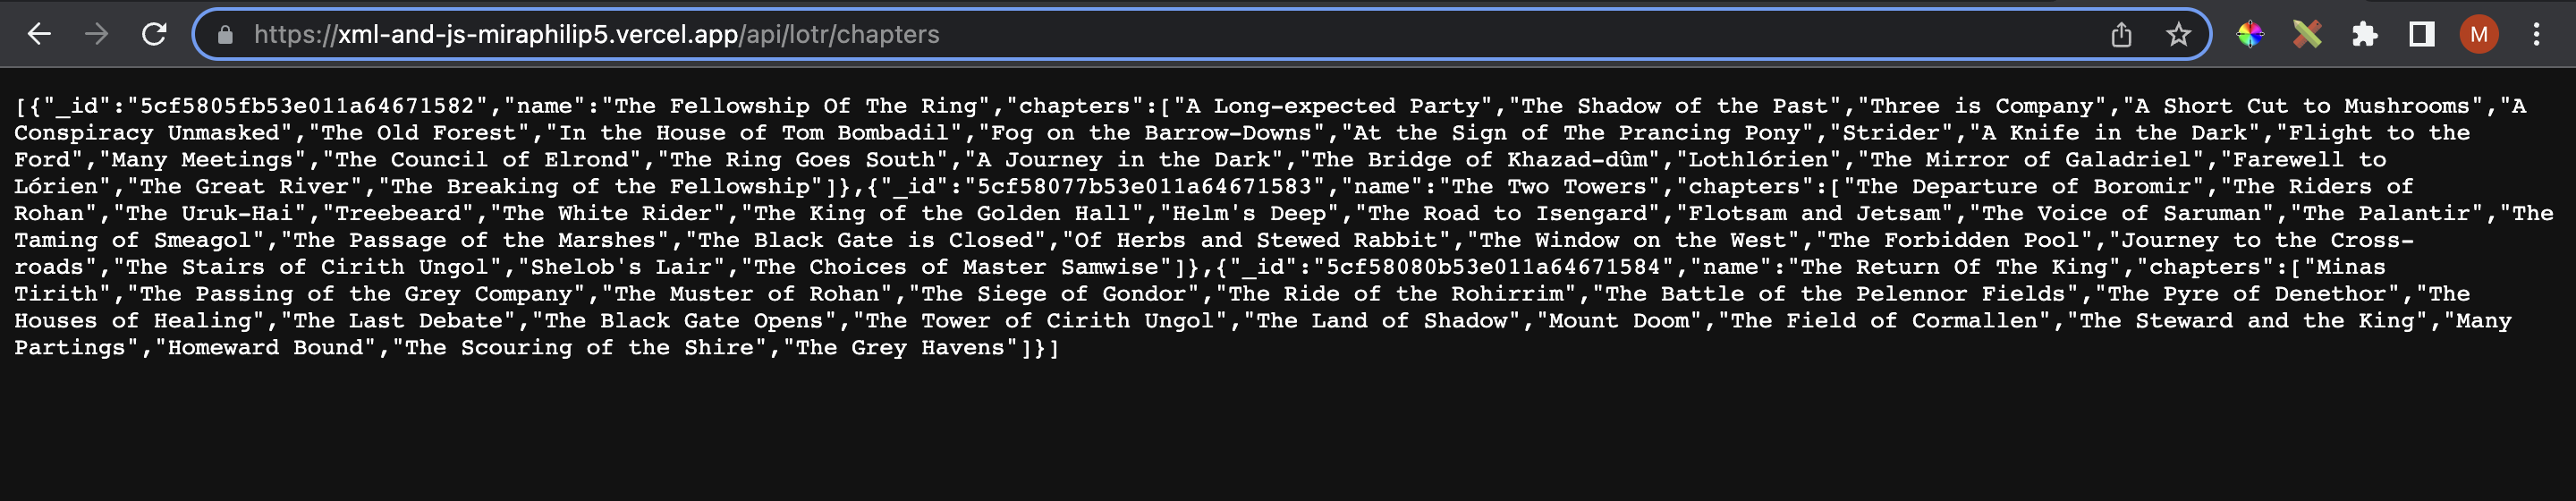 https://xml-and-js-miraphilip5.vercel.app/api/lotr/chapters
M
[{"_id":"5cf5805fb53e011a64671582","name":"The Fellowship Of The Ring","chapters":["A Long-expected Party","The Shadow of the Past","Three is Company","A Short Cut to Mushrooms","A
Conspiracy Unmasked","The Old Forest","In the House of Tom Bombadil","Fog on the Barrow-Downs","At the Sign of The Prancing Pony","Strider","A Knife in the Dark","Flight to the
Ford","Many Meetings","The Council of Elrond","The Ring Goes South","A Journey in the Dark","The Bridge of Khazad-dûm","Lothlórien","The Mirror of Galadriel","Farewell to
Lórien","The Great River","The Breaking of the Fellowship"]},{"_id":"5cf58077b53e011a64671583","name":"The Two Towers","chapters":["The Departure of Boromir","The Riders of
Rohan","The Uruk-Hai","Treebeard","The White Rider","The King of the Golden Hall","Helm's Deep","The Road to Isengard","Flotsam and Jetsam","The Voice of Saruman","The Palantir","The
Taming of Smeagol","The Passage of the Marshes","The Black Gate is Closed","Of Herbs and Stewed Rabbit","The Window on the West","The Forbidden Pool","Journey to the Cross-
roads","The Stairs of Cirith Ungol","Shelob's Lair","The Choices of Master Samwise"]},{"_id":"5cf58080b53e011a64671584","name":"The Return Of The King","chapters":["Minas
Tirith","The Passing of the Grey Company","The Muster of Rohan","The Siege of Gondor","The Ride of the Rohirrim","The Battle of the Pelennor Fields","The Pyre of Denethor","The
Houses of Healing","The Last Debate","The Black Gate Opens","The Tower of Cirith Ungol","The Land of Shadow","Mount Doom","The Field of Cormallen","The Steward and the King","Many
Partings","Homeward Bound","The Scouring of the Shire","The Grey Havens"]}]